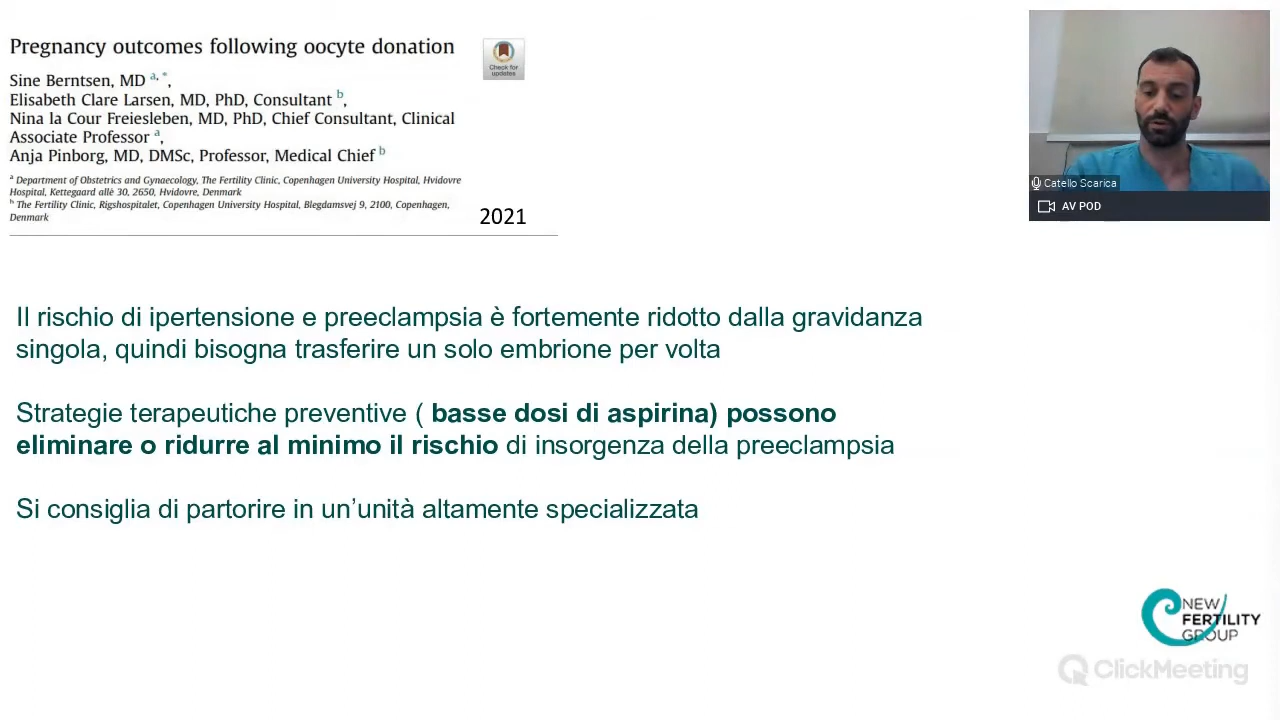 Pregnancy outcomes following oocyte donation
Check for
updates
Sine Berntsen, MD a, *,
Elisabeth Clare Larsen, MD, PhD, Consultant b,
Nina la Cour Freiesleben, MD, PhD, Chief Consultant, Clinical
Associate Professor a,
Anja Pinborg, MD, DMSc, Professor, Medical Chief b
a Department of Obstetrics and Gynaecology, The Fertility Clinic, Copenhagen University Hospital, Hvidovre
Hospital, Kettegaard allè 30, 2650, Hvidovre, Denmark
b The Fertility Clinic, Rigshospitalet, Copenhagen University Hospital, Blegdamsvej 9, 2100, Copenhagen,
Denmark
2021
Catello Scarica
AV POD
Il rischio di ipertensione e preeclampsia è fortemente ridotto dalla gravidanza
singola, quindi bisogna trasferire un solo embrione per volta
Strategie terapeutiche preventive ( basse dosi di aspirina) possono
eliminare o ridurre al minimo il rischio di insorgenza della preeclampsia
Si consiglia di partorire in un’unità altamente specializzata
NEW
FERTILITY
GROUP
ClickMeeting